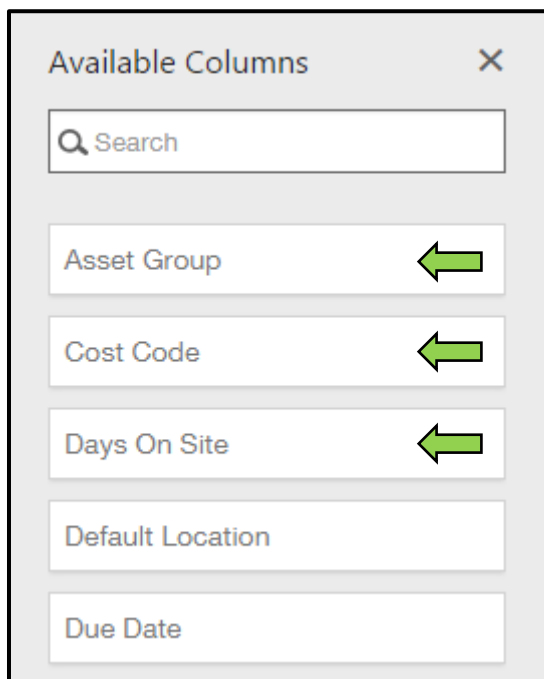 Available Columns
Search
Asset Group
Cost Code
Days On Site
Default Location
Due Date